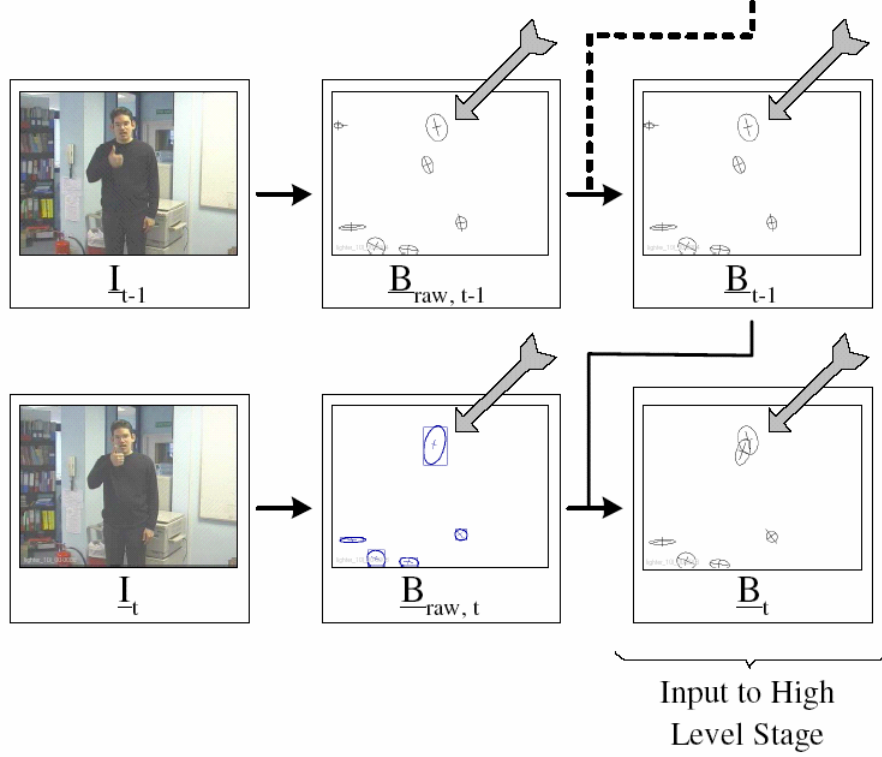 I t-1
B raw, t-1
B t-1
I t
B raw, t
B t
Input to High
Level Stage